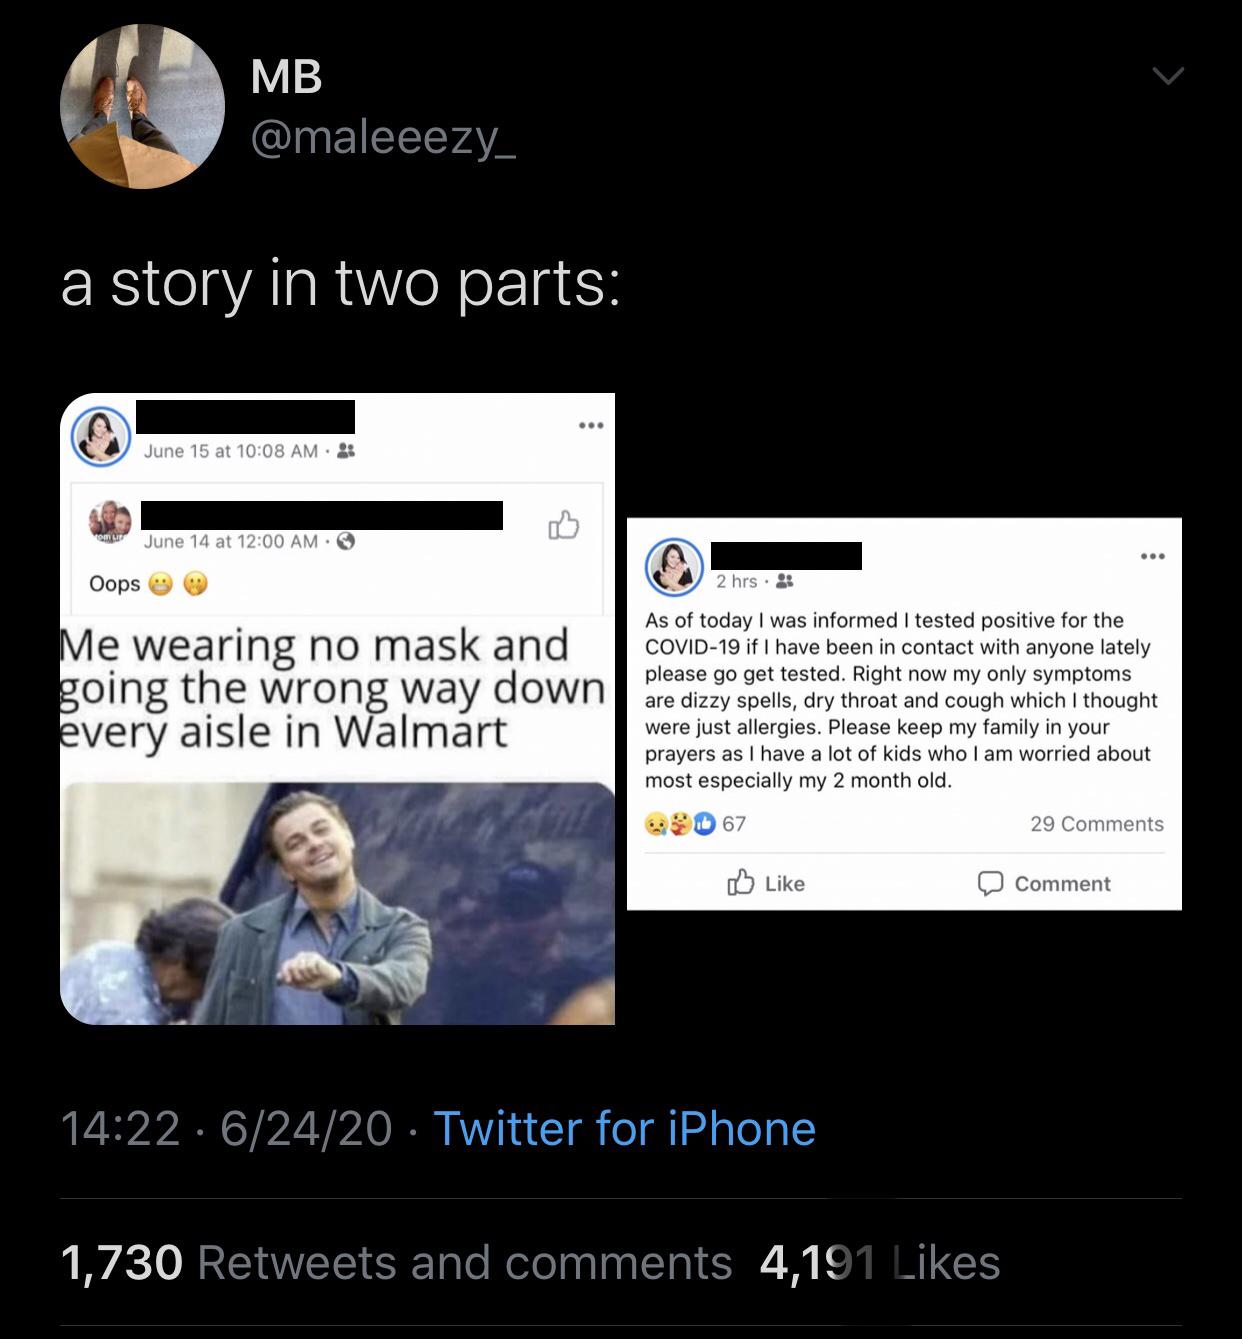 MB
@maleeezy_
a story in two parts:
June 15 at 10:08 AM ·
June 14 at 12:00 AM ·
Oops 😬 🤭
Me wearing no mask and
going the wrong way down
every aisle in Walmart
2 hrs ·
As of today I was informed I tested positive for the
COVID-19 if I have been in contact with anyone lately
please go get tested. Right now my only symptoms
are dizzy spells, dry throat and cough which I thought
were just allergies. Please keep my family in your
prayers as I have a lot of kids who I am worried about
most especially my 2 month old.
67
29 Comments
Like
Comment
14:22 · 6/24/20 · Twitter for iPhone
1,730 Retweets and comments 4,191 Likes